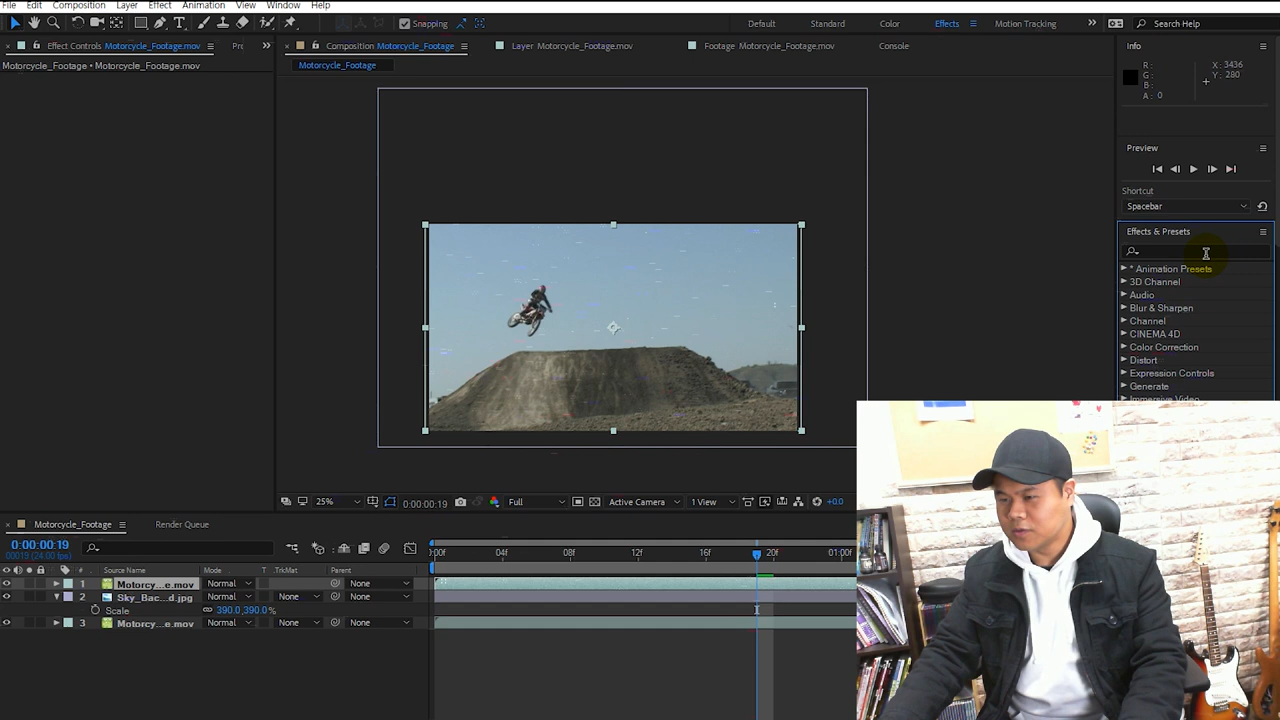 File Edit Composition Layer Effect Animation View Window Help
Snapping Default Standard Color Effects Motion Tracking Search Help
Effect Controls Motorcycle_Footage.mov
Composition Motorcycle_Footage Layer Motorcycle_Footage.mov Footage Motorcycle_Footage.mov Console
Motorcycle_Footage • Motorcycle_Footage.mov
Motorcycle_Footage
Info
R:
G:
B:
A: 0
X: 3436
Y: 280
Preview
Shortcut
Spacebar
Effects & Presets
* Animation Presets
3D Channel
Audio
Blur & Sharpen
Channel
CINEMA 4D
Color Correction
Distort
Expression Controls
Generate
Immersive Video
25% 0:00:00:19 Full Active Camera 1 View +0.0
Motorcycle_Footage Render Queue
0:00:00:19
00019 (24.00 fps)
:00f 04f 08f 12f 16f 20f 01:00f
# Source Name Mode T .TrkMat Parent
1 Motorcy...e.mov Normal None
2 Sky_Bac...d.jpg Normal None None
Scale 390.0,390.0%
3 Motorcy...e.mov Normal None None